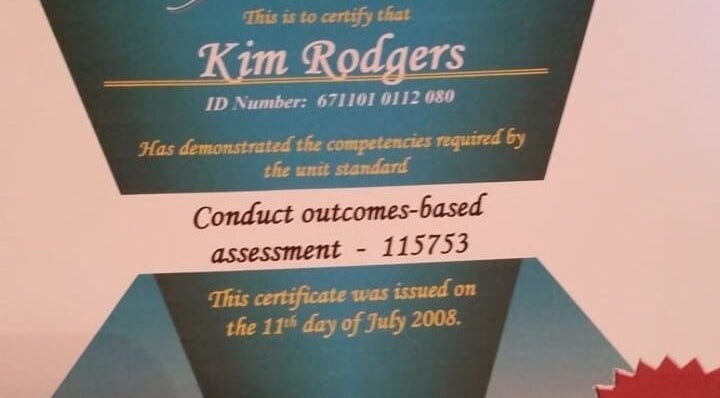 This is to certify that
Kim Rodgers
ID Number: 671101 0112 080
Has demonstrated the competencies required by
the unit standard
Conduct outcomes-based
assessment - 115753
This certificate was issued on
the 11th day of July 2008.